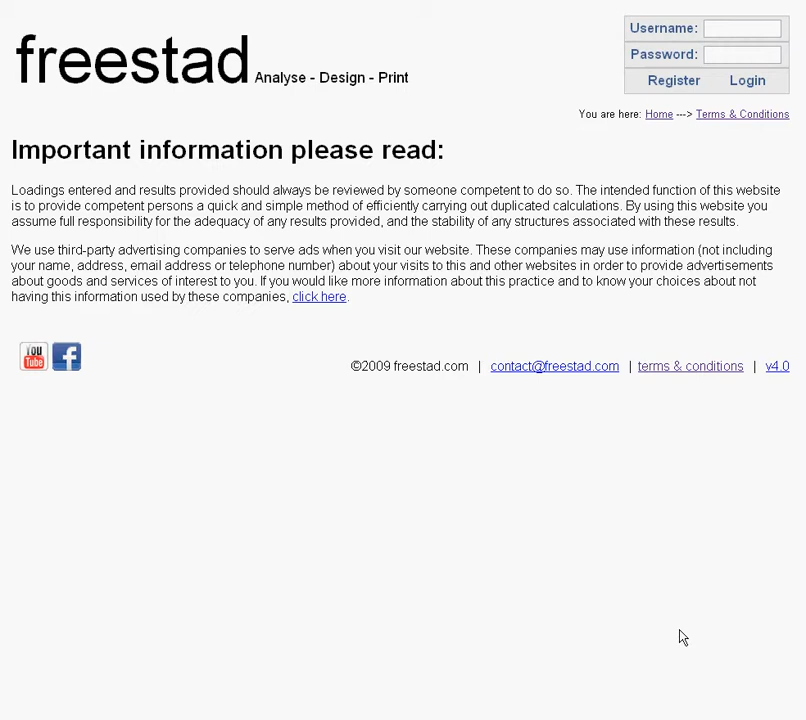 freestad Analyse - Design - Print
Username:
Password:
Register Login
You are here: Home ---> Terms & Conditions
Important information please read:
Loadings entered and results provided should always be reviewed by someone competent to do so. The intended function of this website
is to provide competent persons a quick and simple method of efficiently carrying out duplicated calculations. By using this website you
assume full responsibility for the adequacy of any results provided, and the stability of any structures associated with these results.
We use third-party advertising companies to serve ads when you visit our website. These companies may use information (not including
your name, address, email address or telephone number) about your visits to this and other websites in order to provide advertisements
about goods and services of interest to you. If you would like more information about this practice and to know your choices about not
having this information used by these companies, click here.
You Tube f
©2009 freestad.com | contact@freestad.com | terms & conditions | v4.0